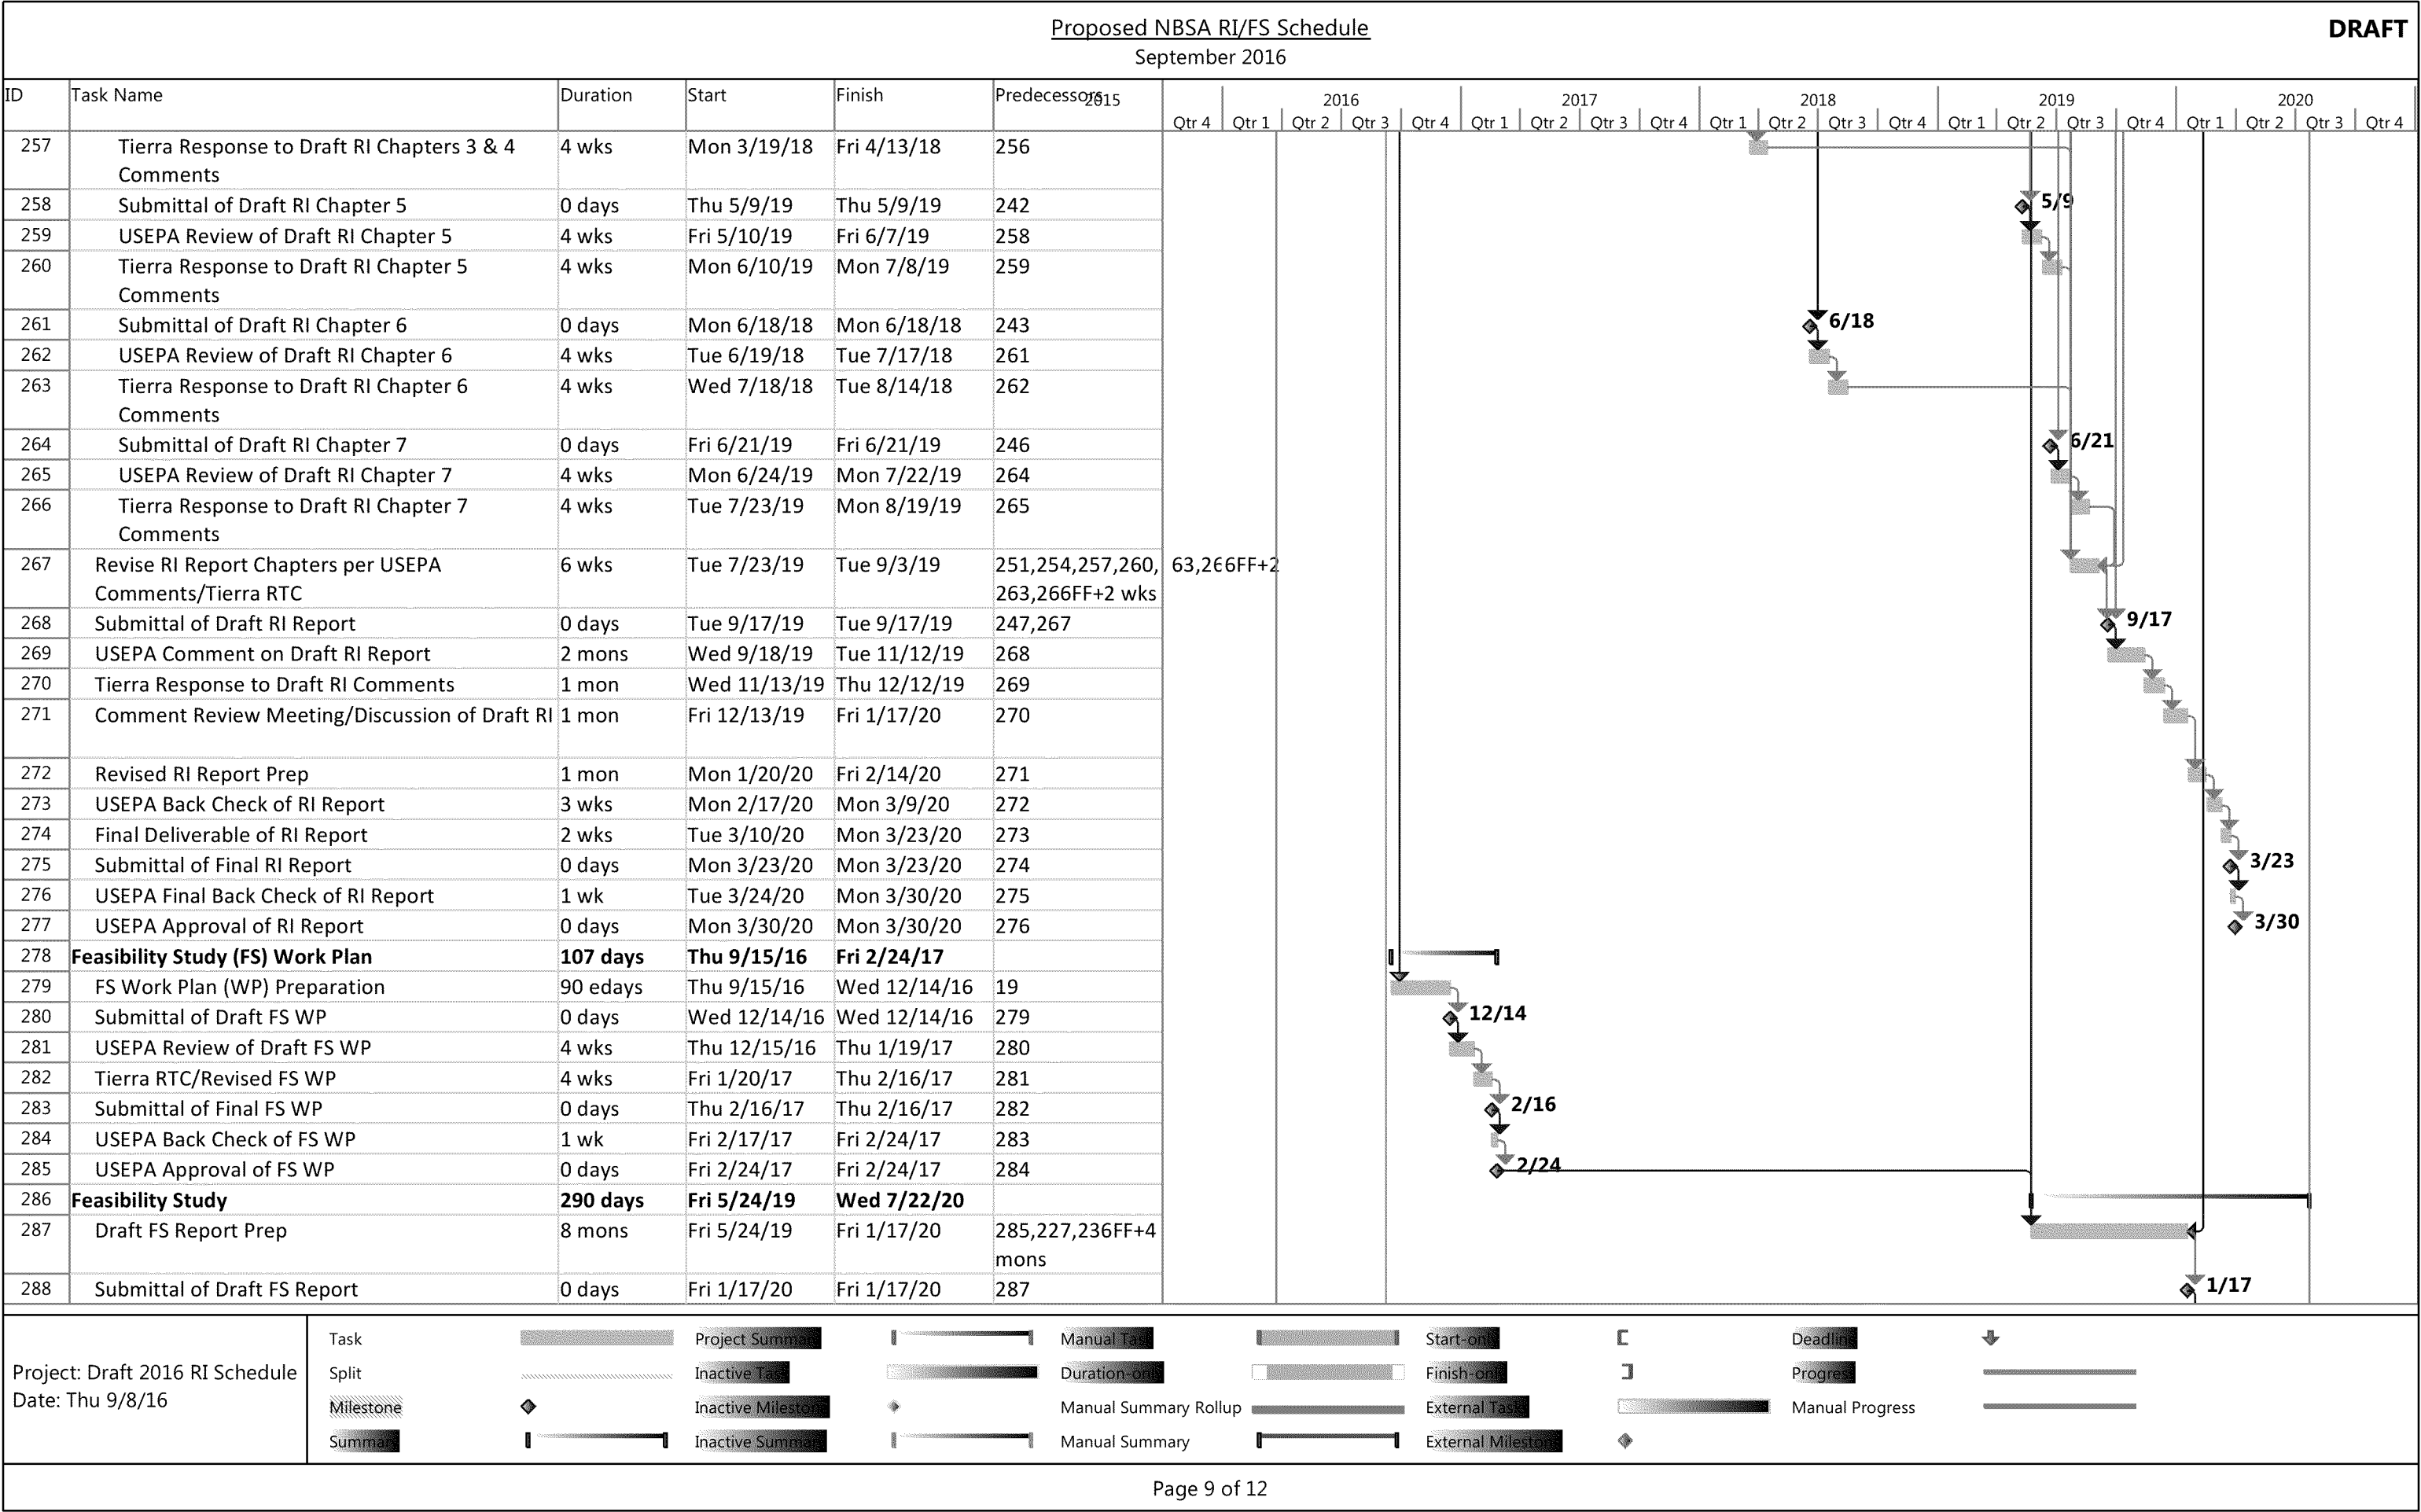 Proposed NBSA RI/FS Schedule
September 2016
DRAFT
ID Task Name Duration Start Finish Predecessors 2015 2016 2017 2018 2019 2020
Qtr 4 Qtr 1 Qtr 2 Qtr 3 Qtr 4 Qtr 1 Qtr 2 Qtr 3 Qtr 4 Qtr 1 Qtr 2 Qtr 3 Qtr 4 Qtr 1 Qtr 2 Qtr 3 Qtr 4 Qtr 1 Qtr 2 Qtr 3 Qtr 4
257 Tierra Response to Draft RI Chapters 3 & 4 4 wks Mon 3/19/18 Fri 4/13/18 256
Comments
258 Submittal of Draft RI Chapter 5 0 days Thu 5/9/19 Thu 5/9/19 242 5/9
259 USEPA Review of Draft RI Chapter 5 4 wks Fri 5/10/19 Fri 6/7/19 258
260 Tierra Response to Draft RI Chapter 5 4 wks Mon 6/10/19 Mon 7/8/19 259
Comments
261 Submittal of Draft RI Chapter 6 0 days Mon 6/18/18 Mon 6/18/18 243 6/18
262 USEPA Review of Draft RI Chapter 6 4 wks Tue 6/19/18 Tue 7/17/18 261
263 Tierra Response to Draft RI Chapter 6 4 wks Wed 7/18/18 Tue 8/14/18 262
Comments
264 Submittal of Draft RI Chapter 7 0 days Fri 6/21/19 Fri 6/21/19 246 6/21
265 USEPA Review of Draft RI Chapter 7 4 wks Mon 6/24/19 Mon 7/22/19 264
266 Tierra Response to Draft RI Chapter 7 4 wks Tue 7/23/19 Mon 8/19/19 265
Comments
267 Revise RI Report Chapters per USEPA 6 wks Tue 7/23/19 Tue 9/3/19 251,254,257,260, 63,266FF+2
Comments/Tierra RTC 263,266FF+2 wks
268 Submittal of Draft RI Report 0 days Tue 9/17/19 Tue 9/17/19 247,267 9/17
269 USEPA Comment on Draft RI Report 2 mons Wed 9/18/19 Tue 11/12/19 268
270 Tierra Response to Draft RI Comments 1 mon Wed 11/13/19 Thu 12/12/19 269
271 Comment Review Meeting/Discussion of Draft RI 1 mon Fri 12/13/19 Fri 1/17/20 270
272 Revised RI Report Prep 1 mon Mon 1/20/20 Fri 2/14/20 271
273 USEPA Back Check of RI Report 3 wks Mon 2/17/20 Mon 3/9/20 272
274 Final Deliverable of RI Report 2 wks Tue 3/10/20 Mon 3/23/20 273
275 Submittal of Final RI Report 0 days Mon 3/23/20 Mon 3/23/20 274 3/23
276 USEPA Final Back Check of RI Report 1 wk Tue 3/24/20 Mon 3/30/20 275
277 USEPA Approval of RI Report 0 days Mon 3/30/20 Mon 3/30/20 276 3/30
278 Feasibility Study (FS) Work Plan 107 days Thu 9/15/16 Fri 2/24/17
279 FS Work Plan (WP) Preparation 90 edays Thu 9/15/16 Wed 12/14/16 19
280 Submittal of Draft FS WP 0 days Wed 12/14/16 Wed 12/14/16 279 12/14
281 USEPA Review of Draft FS WP 4 wks Thu 12/15/16 Thu 1/19/17 280
282 Tierra RTC/Revised FS WP 4 wks Fri 1/20/17 Thu 2/16/17 281
283 Submittal of Final FS WP 0 days Thu 2/16/17 Thu 2/16/17 282 2/16
284 USEPA Back Check of FS WP 1 wk Fri 2/17/17 Fri 2/24/17 283
285 USEPA Approval of FS WP 0 days Fri 2/24/17 Fri 2/24/17 284 2/24
286 Feasibility Study 290 days Fri 5/24/19 Wed 7/22/20
287 Draft FS Report Prep 8 mons Fri 5/24/19 Fri 1/17/20 285,227,236FF+4
mons
288 Submittal of Draft FS Report 0 days Fri 1/17/20 Fri 1/17/20 287 1/17
Project: Draft 2016 RI Schedule
Date: Thu 9/8/16
Task Project Summary Manual Task Start-only Deadline
Split Inactive Task Duration-only Finish-only Progress
Milestone Inactive Milestone Manual Summary Rollup External Tasks Manual Progress
Summary Inactive Summary Manual Summary External Milestone
Page 9 of 12